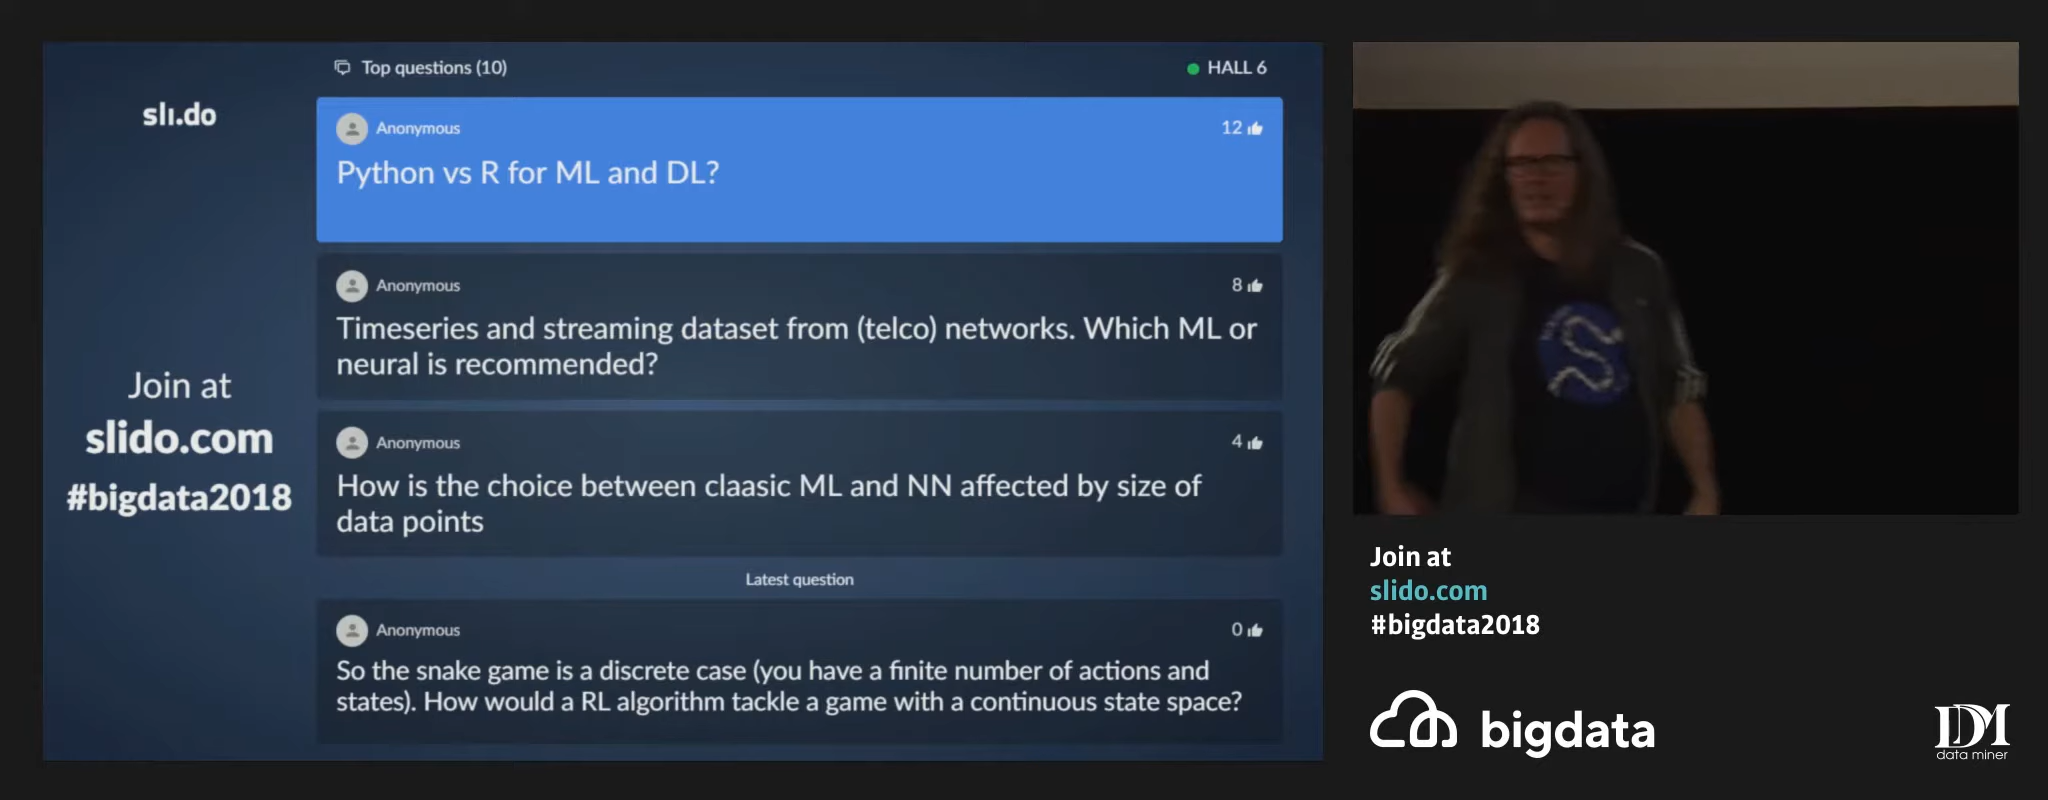 Top questions (10)
HALL 6
sli.do
Anonymous
12
Python vs R for ML and DL?
Anonymous
8
Timeseries and streaming dataset from (telco) networks. Which ML or
neural is recommended?
Join at
slido.com
#bigdata2018
Anonymous
4
How is the choice between claasic ML and NN affected by size of
data points
Latest question
Anonymous
0
So the snake game is a discrete case (you have a finite number of actions and
states). How would a RL algorithm tackle a game with a continuous state space?
Join at
slido.com
#bigdata2018
bigdata
DM
data miner